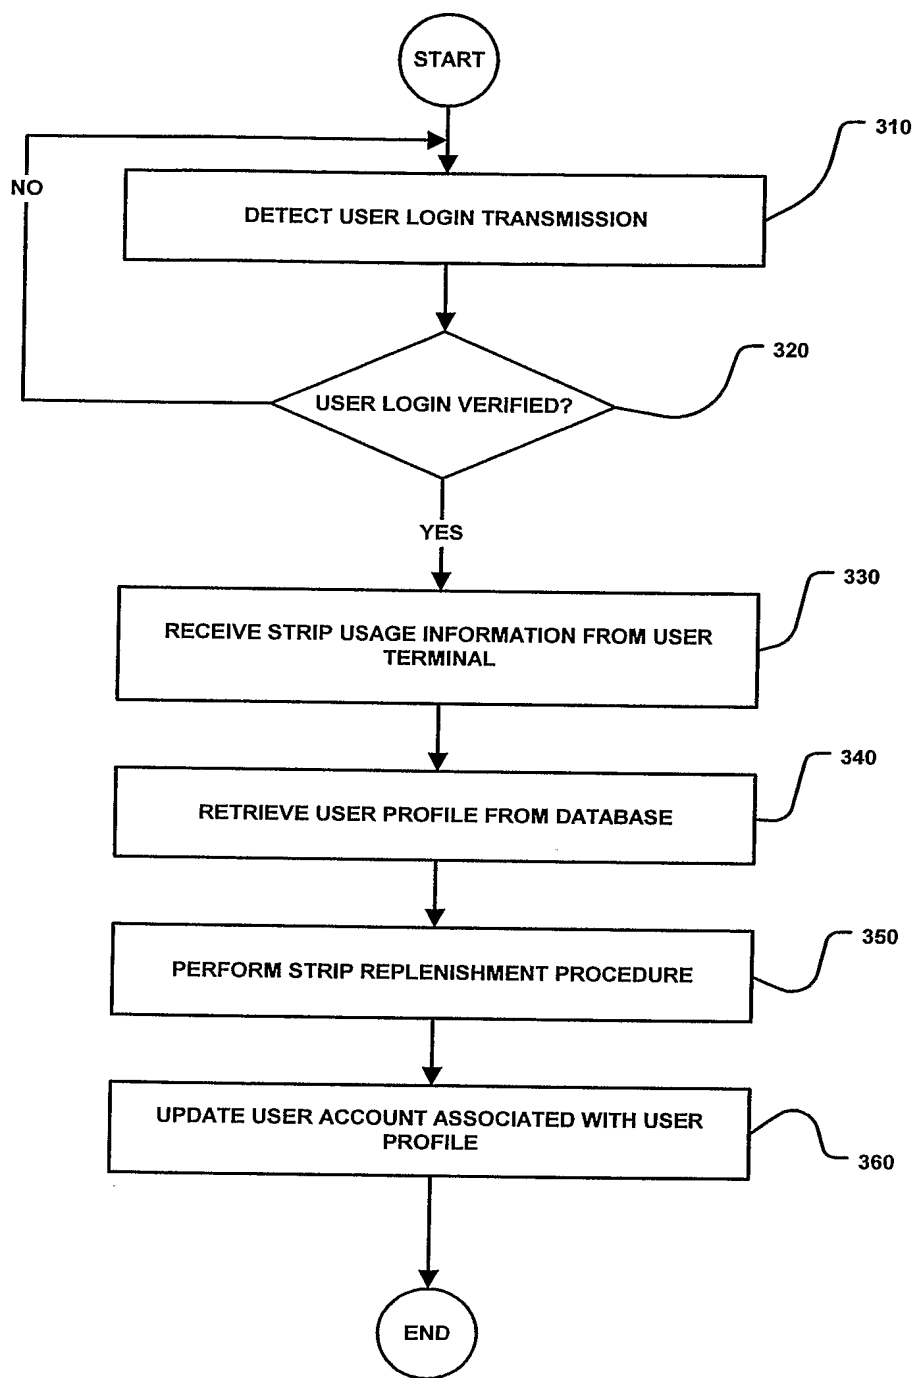 START
310
NO
DETECT USER LOGIN TRANSMISSION
320
USER LOGIN VERIFIED?
YES
330
RECEIVE STRIP USAGE INFORMATION FROM USER
TERMINAL
340
RETRIEVE USER PROFILE FROM DATABASE
350
PERFORM STRIP REPLENISHMENT PROCEDURE
UPDATE USER ACCOUNT ASSOCIATED WITH USER
PROFILE
360
END